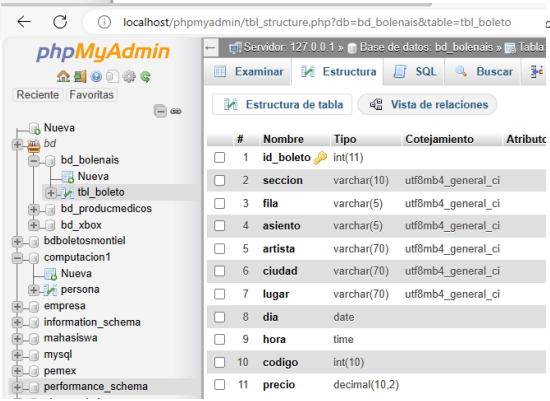 localhost/phpmyadmin/tbl_structure.php?db=bd_bolenais&table=tbl_boleto
phpMyAdmin
Reciente Favoritas
Nueva
bd
bd_bolenais
Nueva
tbl_boleto
bd_producmedicos
bd_xbox
bdboletosmontiel
computacion1
Nueva
persona
empresa
information_schema
mahasiswa
mysql
pemex
performance_schema
Servidor: 127.0.0.1 » Base de datos: bd_bolenais » Tabla
Examinar Estructura SQL Buscar
Estructura de tabla Vista de relaciones
# Nombre Tipo Cotejamiento Atributo
1 id_boleto int(11)
2 seccion varchar(10) utf8mb4_general_ci
3 fila varchar(5) utf8mb4_general_ci
4 asiento varchar(5) utf8mb4_general_ci
5 artista varchar(70) utf8mb4_general_ci
6 ciudad varchar(70) utf8mb4_general_ci
7 lugar varchar(70) utf8mb4_general_ci
8 dia date
9 hora time
10 codigo int(10)
11 precio decimal(10,2)